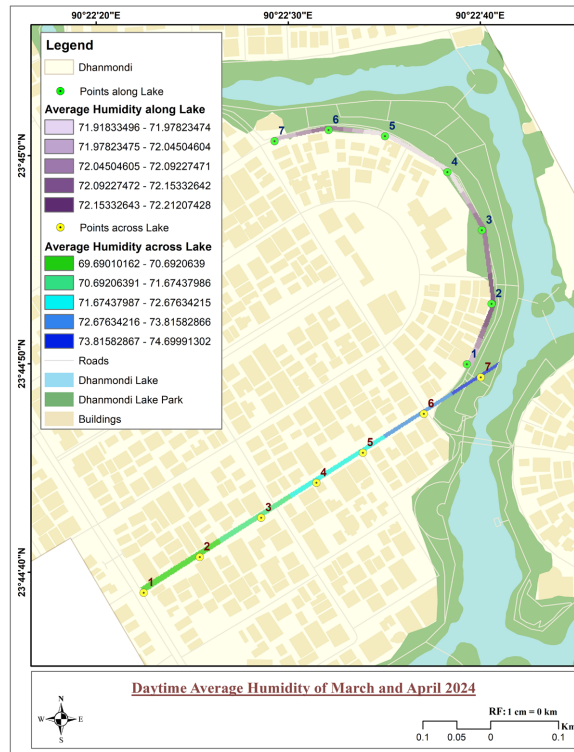 90°22'20"E 90°22'30"E 90°22'40"E
Legend
Dhanmondi
Points along Lake
Average Humidity along Lake
71.91833496 - 71.97823474
71.97823475 - 72.04504604
72.04504605 - 72.09227471
72.09227472 - 72.15332642
72.15332643 - 72.21207428
Points across Lake
Average Humidity across Lake
69.69010162 - 70.6920639
70.69206391 - 71.67437986
71.67437987 - 72.67634215
72.67634216 - 73.81582866
73.81582867 - 74.69991302
Roads
Dhanmondi Lake
Dhanmondi Lake Park
Buildings
23°45'0"N
23°44'50"N
23°44'40"N
7
6
5
4
3
2
1
7
6
5
4
3
2
1
Daytime Average Humidity of March and April 2024
N
W E
S
RF: 1 cm = 0 km
Km
0.1 0.05 0 0.1